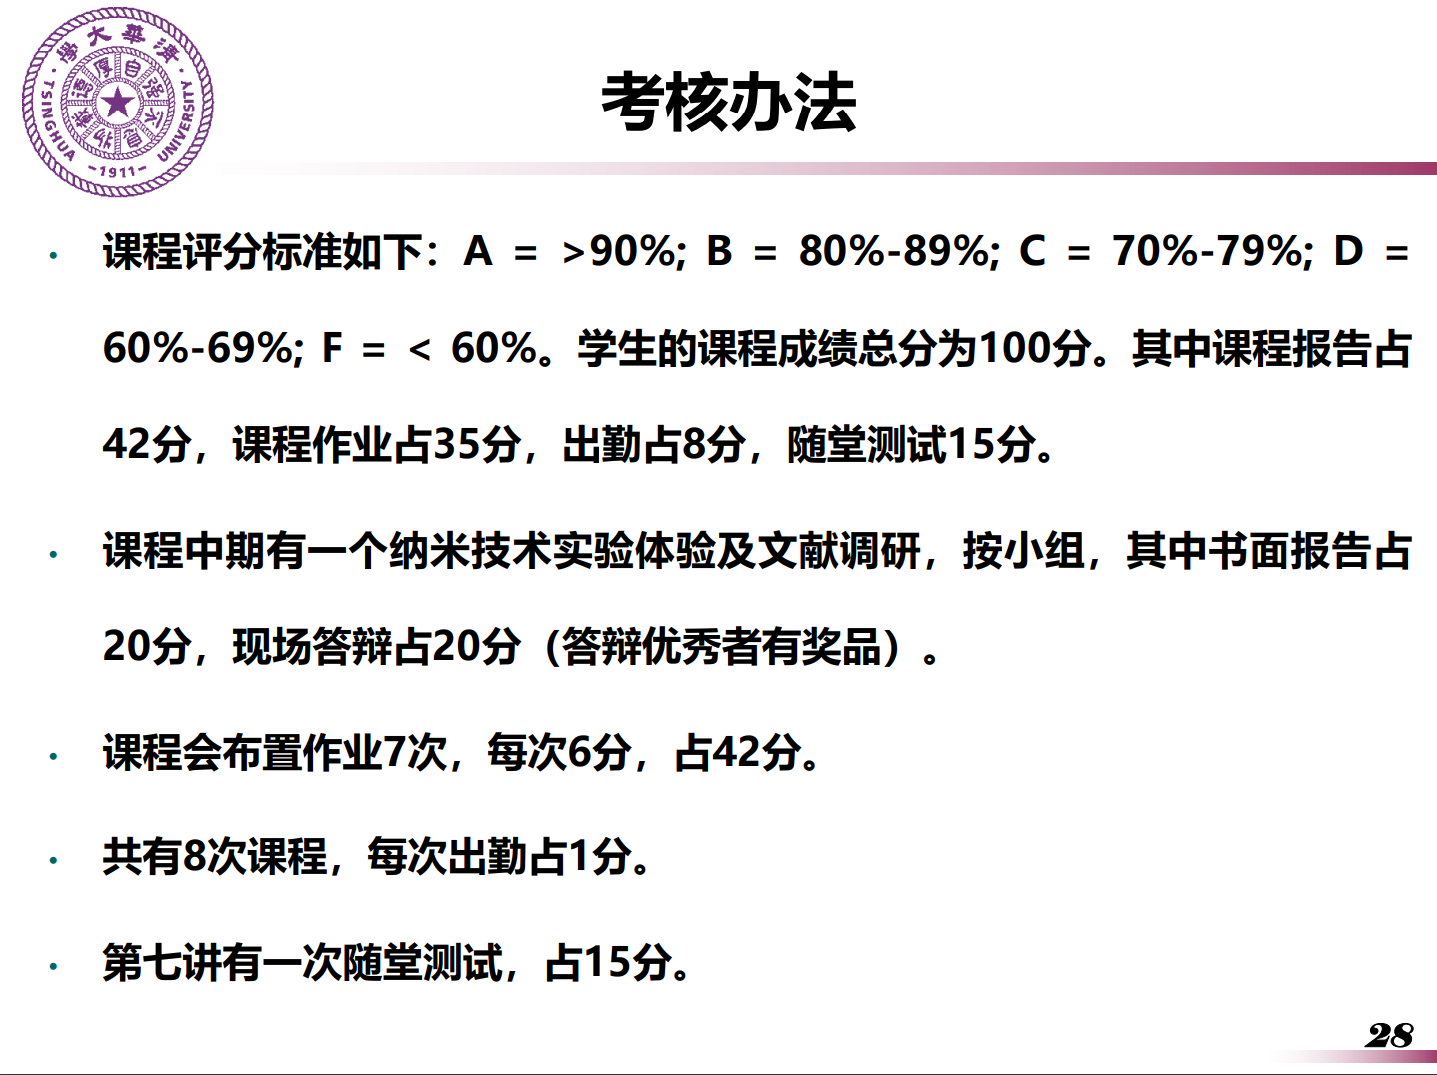 清華大學
自强不息
厚德載物
TSINGHUA UNIVERSITY
-1911-
考核办法
• 课程评分标准如下：A = >90%; B = 80%-89%; C = 70%-79%; D =
60%-69%; F = < 60%。学生的课程成绩总分为100分。其中课程报告占
42分，课程作业占35分，出勤占8分，随堂测试15分。
• 课程中期有一个纳米技术实验体验及文献调研，按小组，其中书面报告占
20分，现场答辩占20分（答辩优秀者有奖品）。
• 课程会布置作业7次，每次6分，占42分。
• 共有8次课程，每次出勤占1分。
• 第七讲有一次随堂测试，占15分。
28